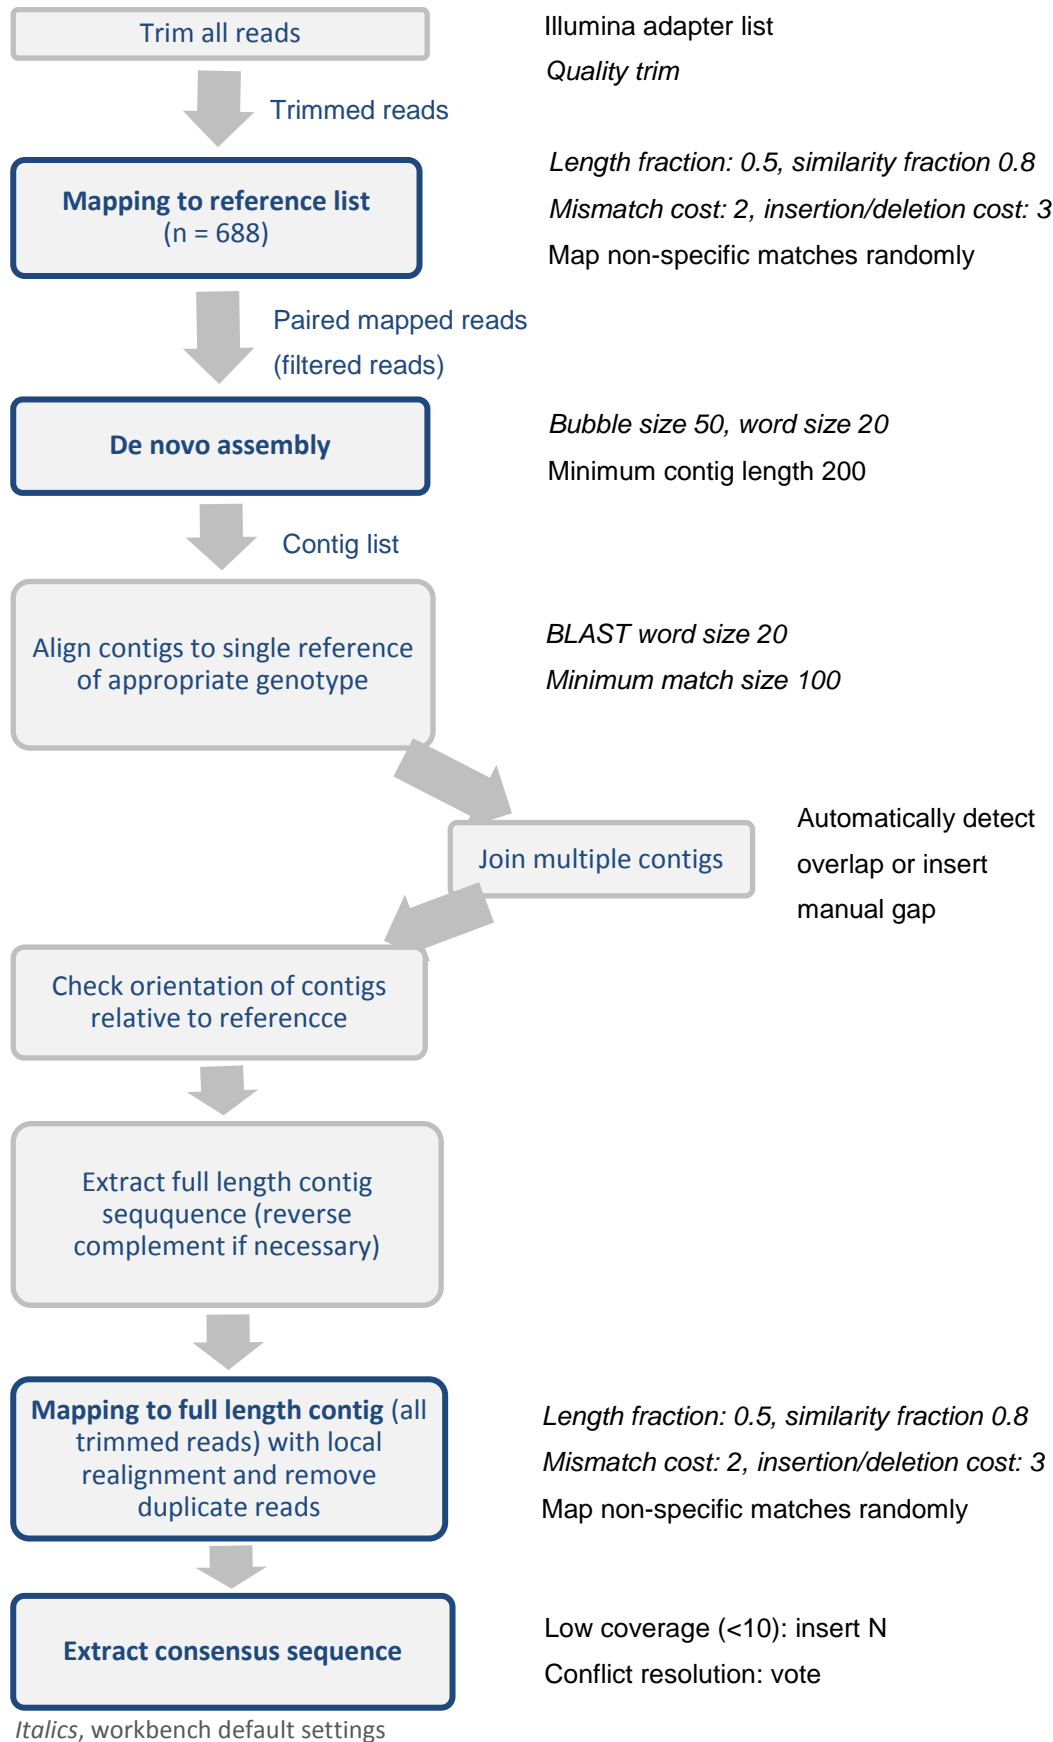 Trim all reads
Illumina adapter list
Quality trim
Trimmed reads
Mapping to reference list
(n = 688)
Length fraction: 0.5, similarity fraction 0.8
Mismatch cost: 2, insertion/deletion cost: 3
Map non-specific matches randomly
Paired mapped reads
(filtered reads)
De novo assembly
Bubble size 50, word size 20
Minimum contig length 200
Contig list
Align contigs to single reference
of appropriate genotype
BLAST word size 20
Minimum match size 100
Join multiple contigs
Automatically detect
overlap or insert
manual gap
Check orientation of contigs
relative to referencce
Extract full length contig
seququence (reverse
complement if necessary)
Mapping to full length contig (all
trimmed reads) with local
realignment and remove
duplicate reads
Length fraction: 0.5, similarity fraction 0.8
Mismatch cost: 2, insertion/deletion cost: 3
Map non-specific matches randomly
Extract consensus sequence
Low coverage (<10): insert N
Conflict resolution: vote
Italics, workbench default settings